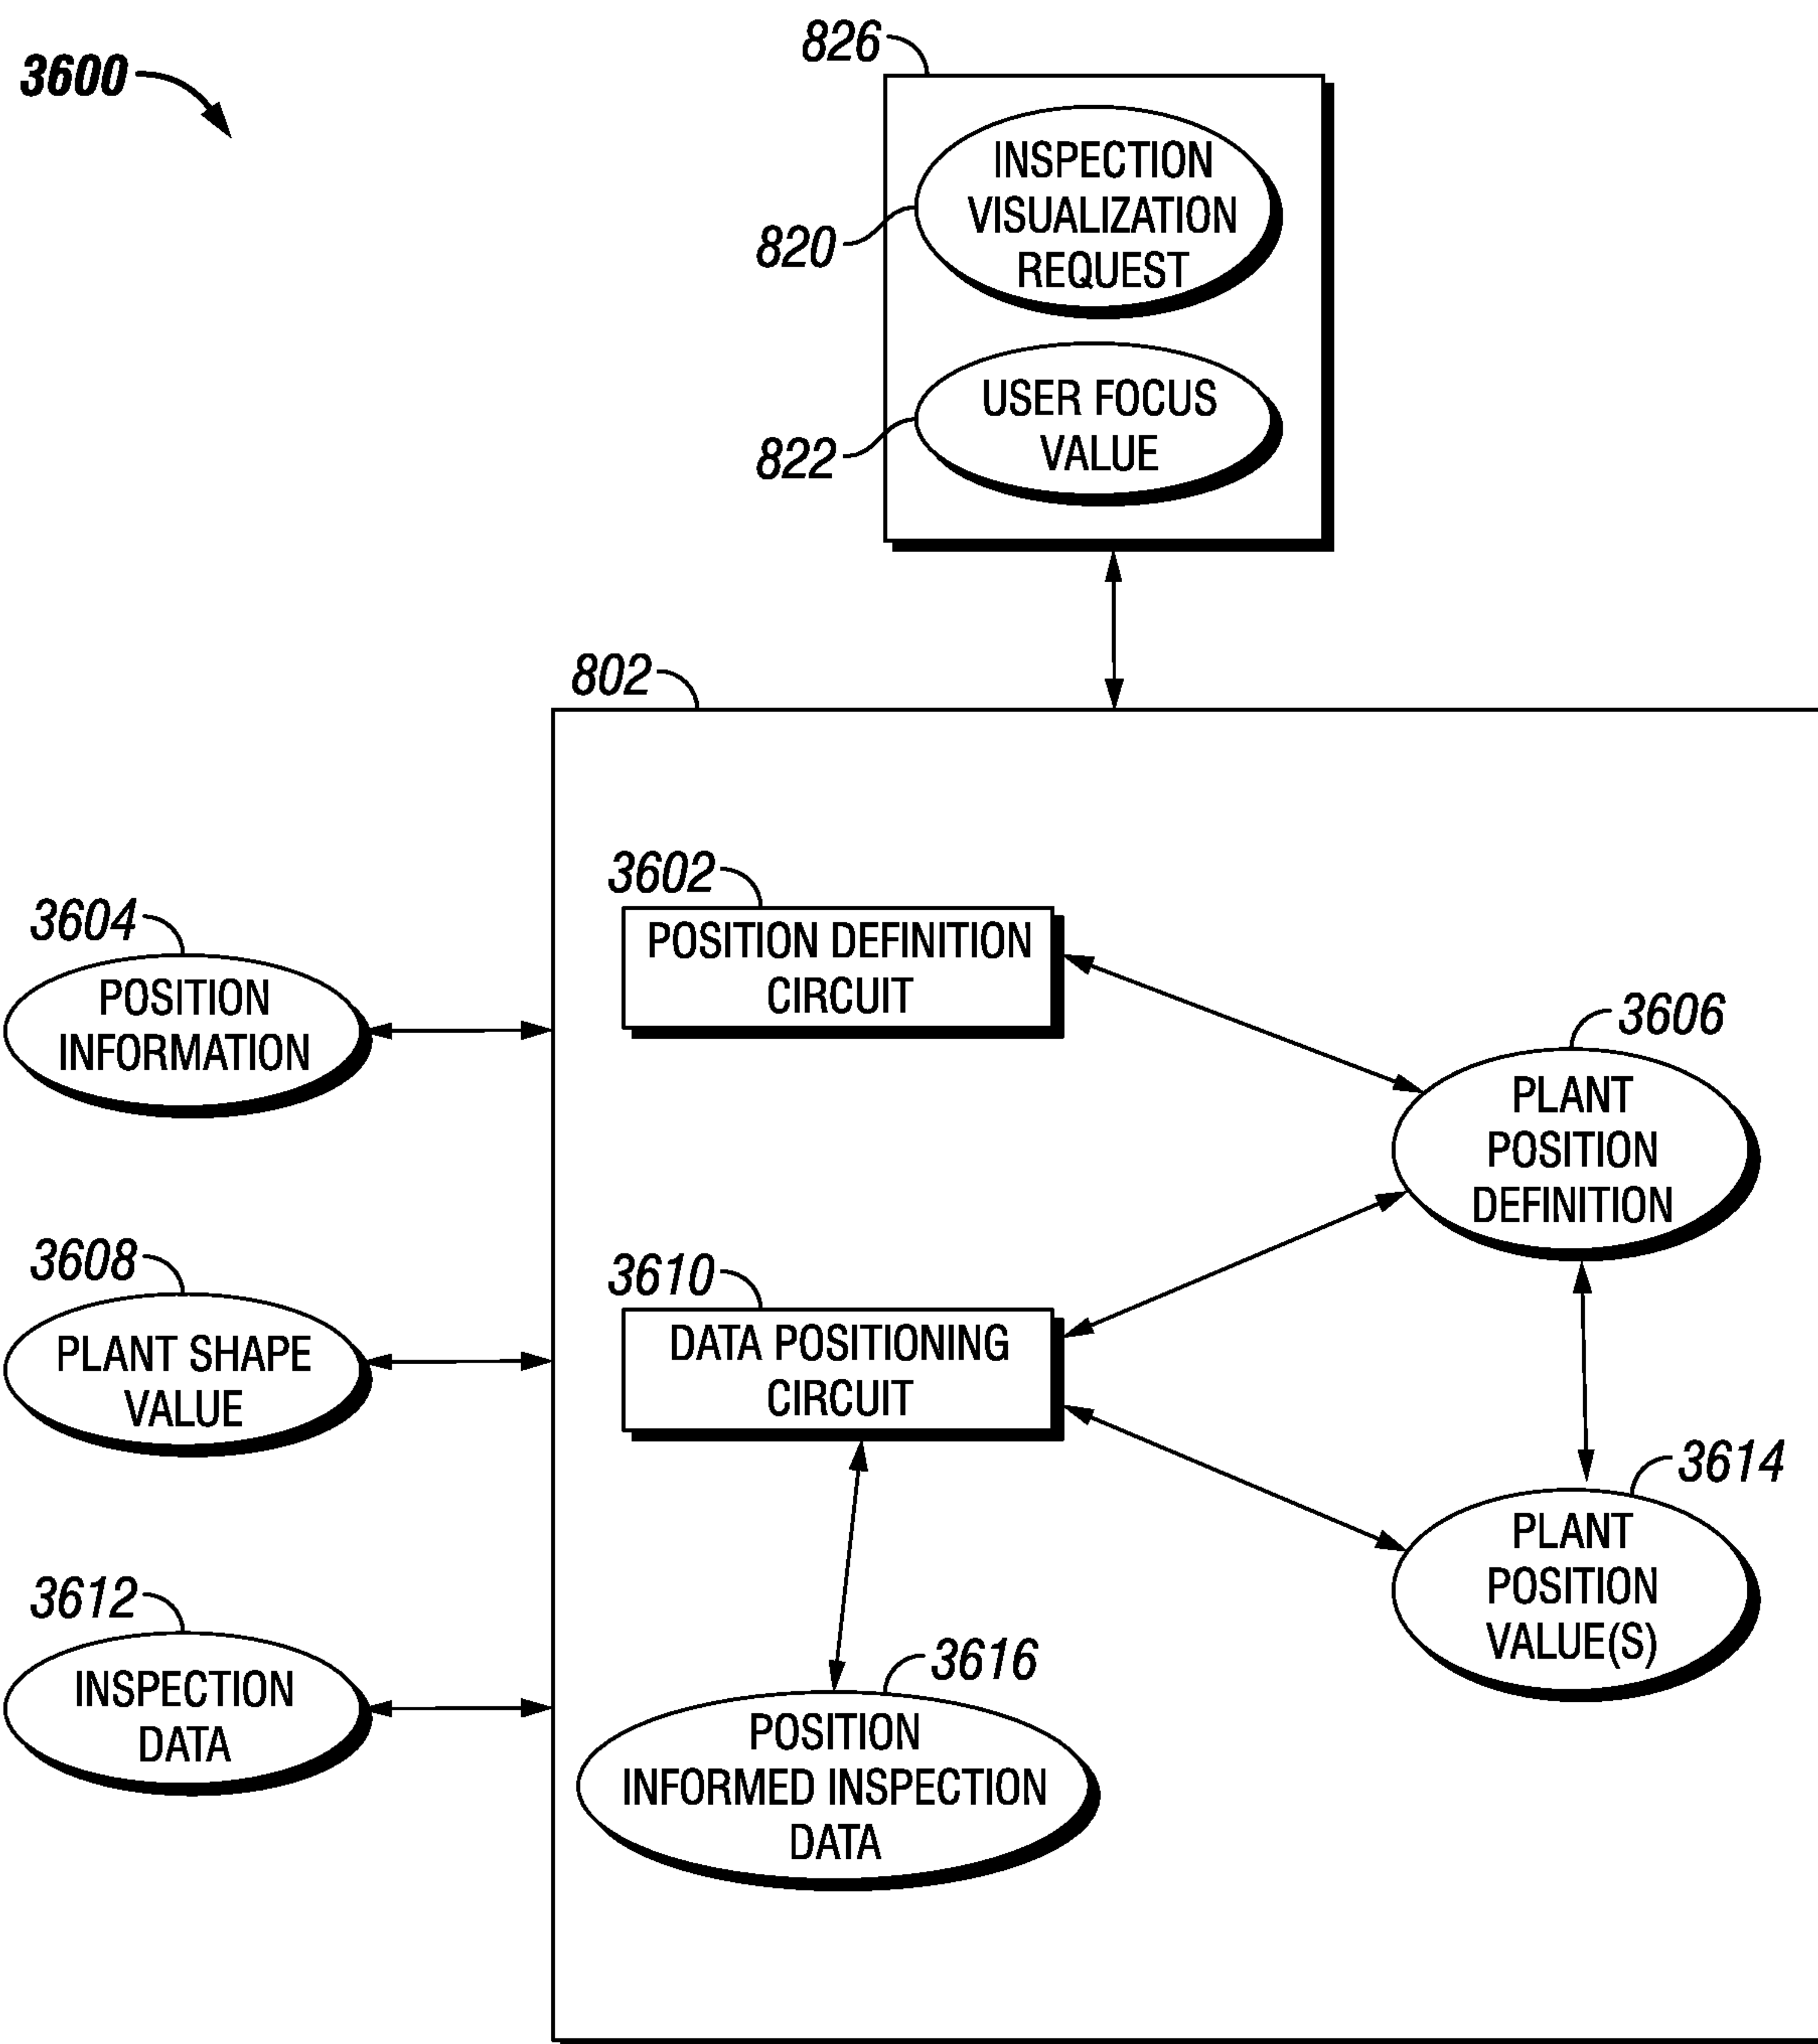 3600
826
INSPECTION
VISUALIZATION
REQUEST
820
USER FOCUS
VALUE
822
802
3602
POSITION DEFINITION
CIRCUIT
3604
POSITION
INFORMATION
3606
PLANT
POSITION
DEFINITION
3608
PLANT SHAPE
VALUE
3610
DATA POSITIONING
CIRCUIT
3614
PLANT
POSITION
VALUE(S)
3612
INSPECTION
DATA
3616
POSITION
INFORMED INSPECTION
DATA